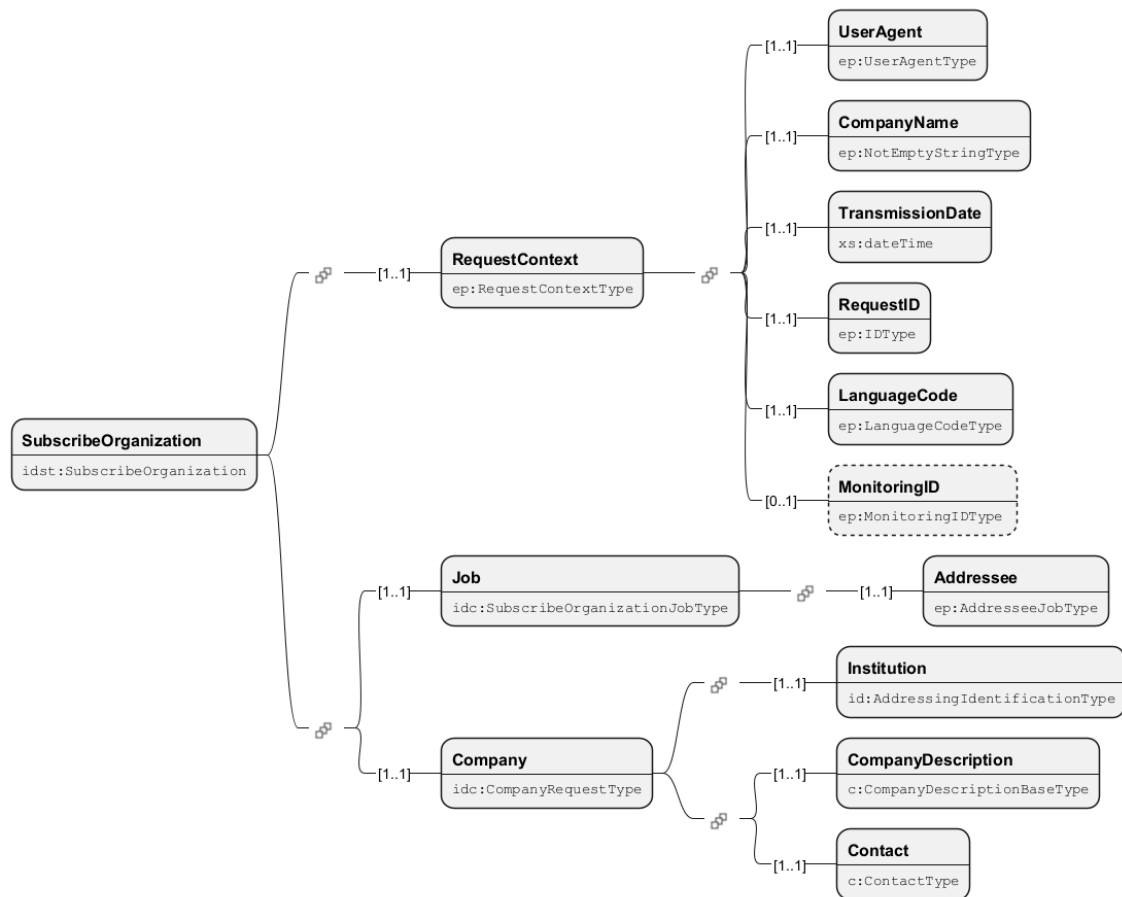 UserAgent
[1..1]
ep:UserAgentType
CompanyName
[1..1]
ep:NotEmptyStringType
TransmissionDate
[1..1]
xs:dateTime
RequestContext
[1..1]
ep:RequestContextType
RequestID
[1..1]
ep:IDType
LanguageCode
[1..1]
ep:LanguageCodeType
SubscribeOrganization
idst:SubscribeOrganization
MonitoringID
[0..1]
ep:MonitoringIDType
Job
[1..1]
idc:SubscribeOrganizationJobType
Addressee
[1..1]
ep:AddresseeJobType
Institution
[1..1]
id:AddressingIdentificationType
Company
[1..1]
idc:CompanyRequestType
CompanyDescription
[1..1]
c:CompanyDescriptionBaseType
Contact
[1..1]
c:ContactType